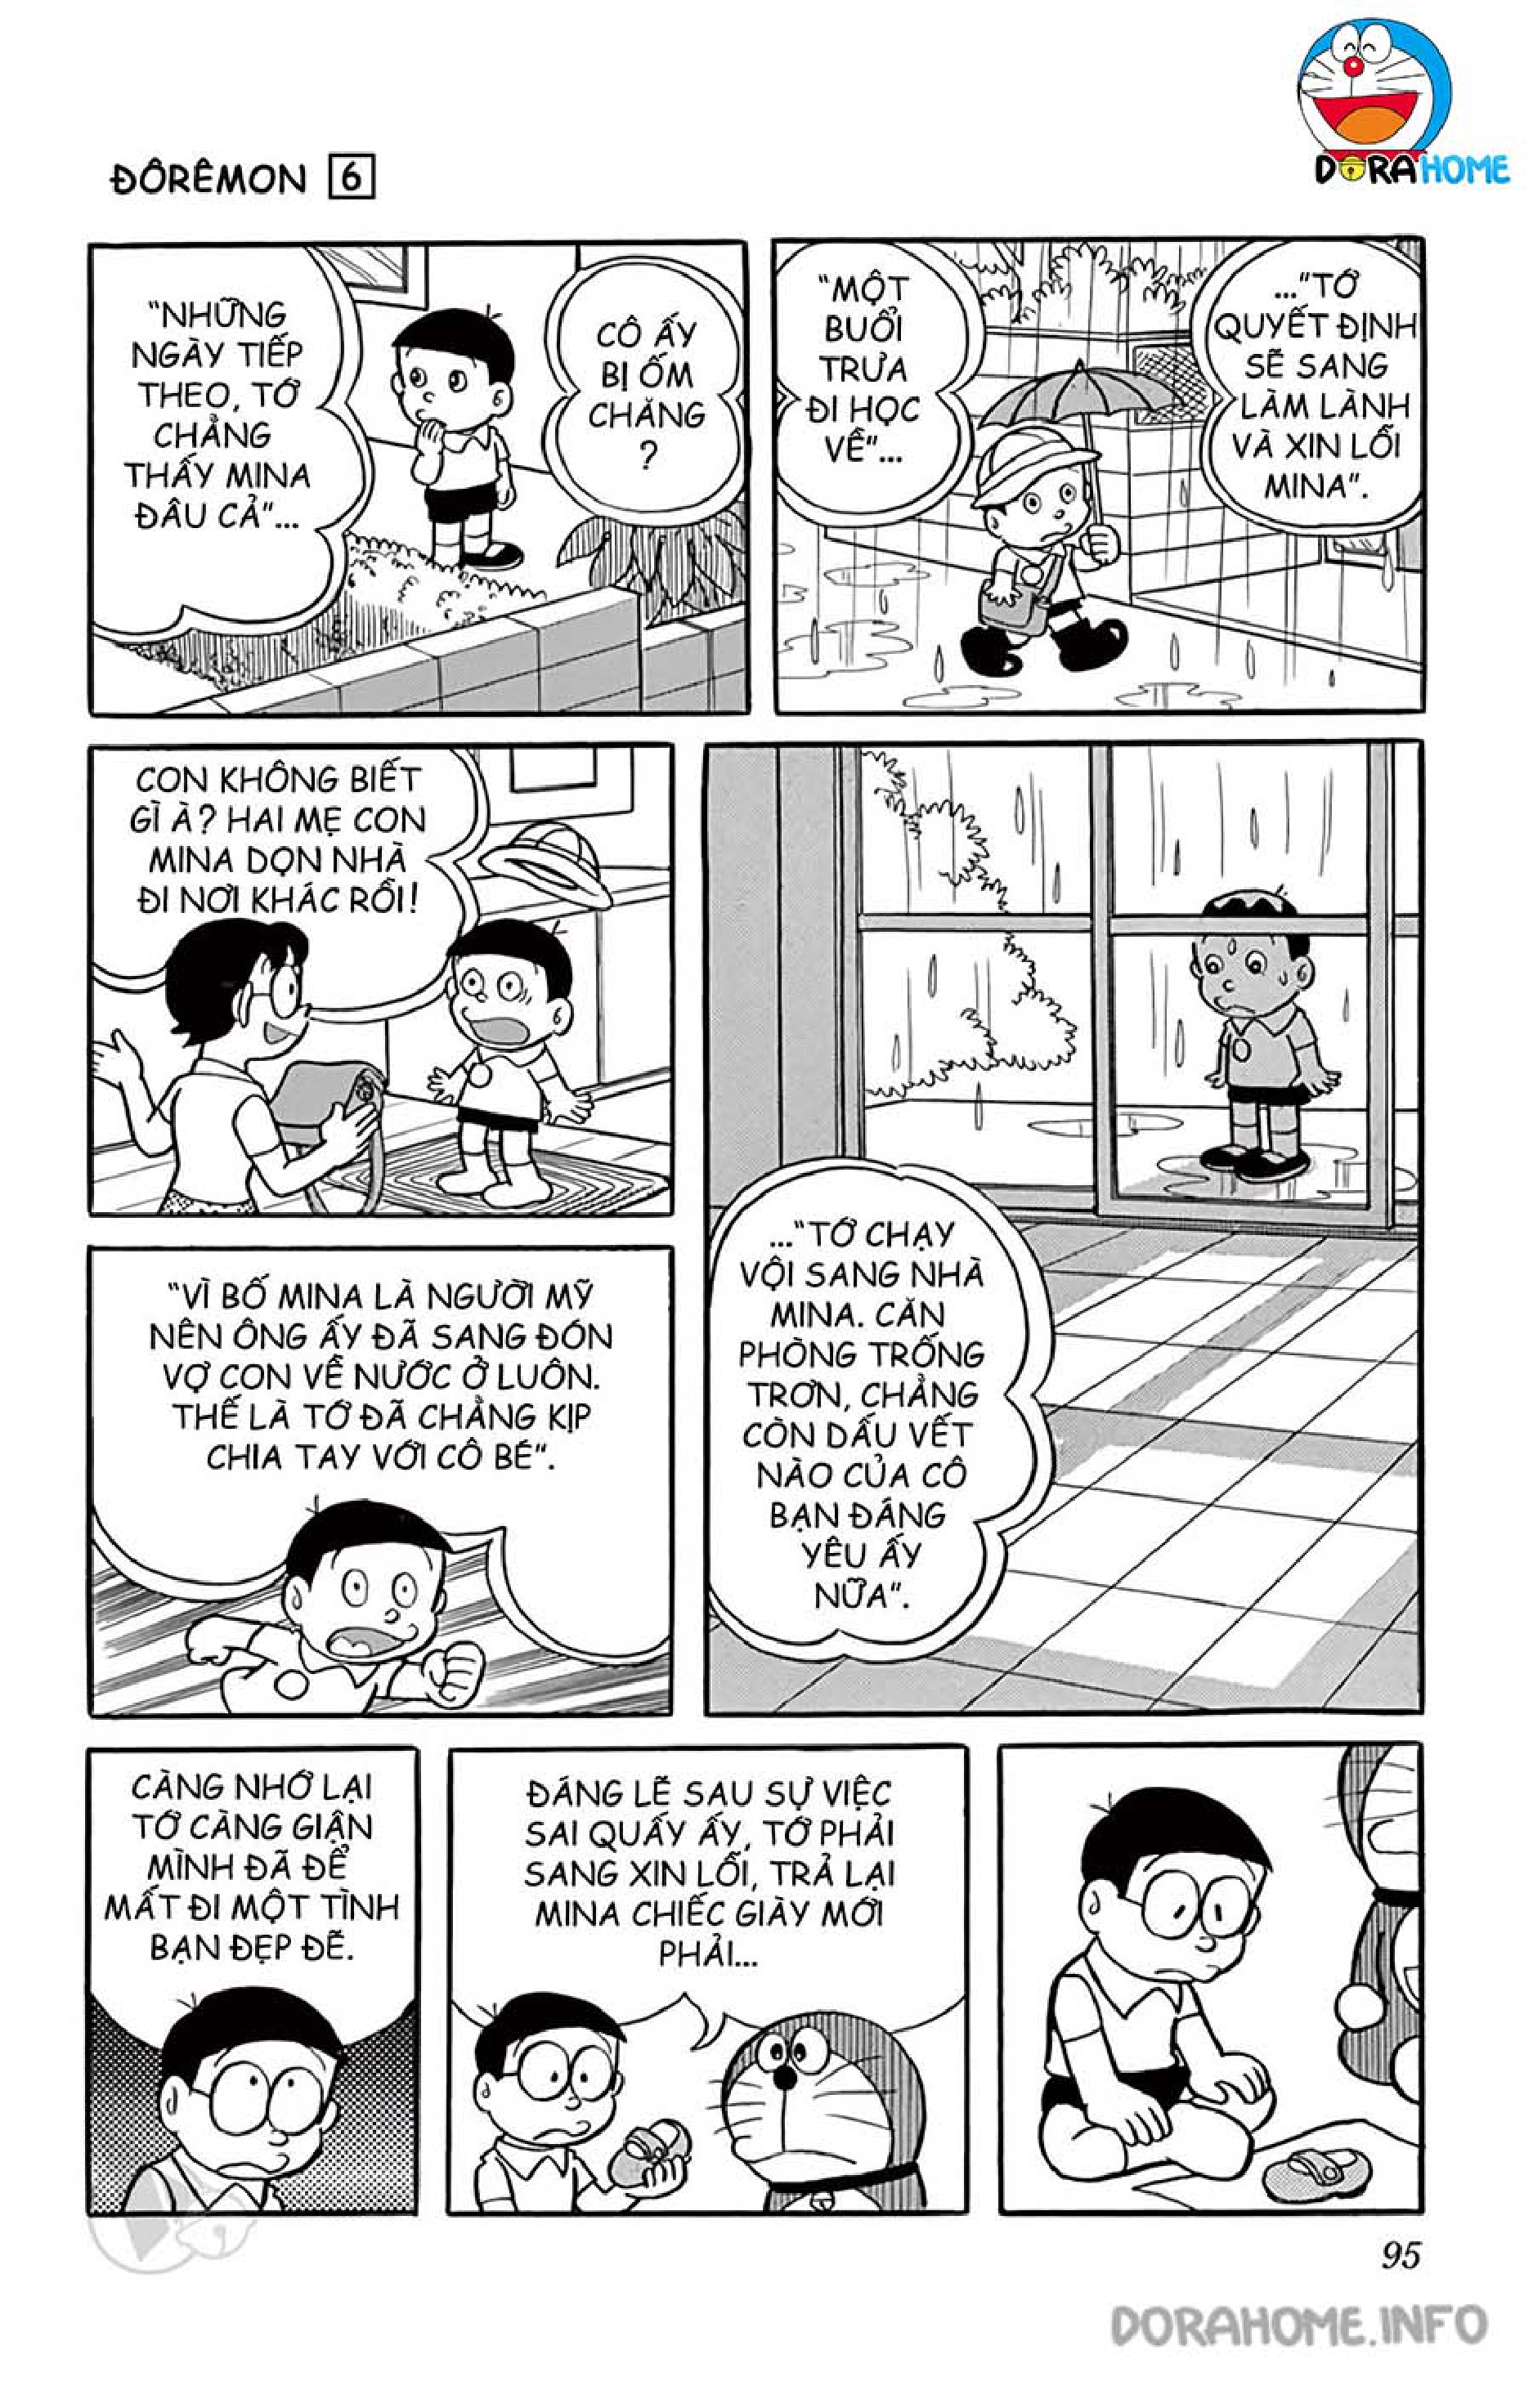 DORAHOME
ĐÔRÊMON 6
"NHỮNG
NGÀY TIẾP
THEO, TỚ
CHẲNG
THẤY MINA
ĐÂU CẢ"...
CÔ ẤY
BỊ ỐM
CHĂNG
?
"MỘT
BUỔI
TRƯA
ĐI HỌC
VỀ"...
..."TỚ
QUYẾT ĐỊNH
SẼ SANG
LÀM LÀNH
VÀ XIN LỖI
MINA".
CON KHÔNG BIẾT
GÌ À? HAI MẸ CON
MINA DỌN NHÀ
ĐI NƠI KHÁC RỒI!
"VÌ BỐ MINA LÀ NGƯỜI MỸ
NÊN ÔNG ẤY ĐÃ SANG ĐÓN
VỢ CON VỀ NƯỚC Ở LUÔN.
THẾ LÀ TỚ ĐÃ CHẲNG KỊP
CHIA TAY VỚI CÔ BÉ".
..."TỚ CHẠY
VỘI SANG NHÀ
MINA. CĂN
PHÒNG TRỐNG
TRƠN, CHẲNG
CÒN DẤU VẾT
NÀO CỦA CÔ
BẠN ĐÁNG
YÊU ẤY
NỮA".
CÀNG NHỚ LẠI
TỚ CÀNG GIẬN
MÌNH ĐÃ ĐỂ
MẤT ĐI MỘT TÌNH
BẠN ĐẸP ĐẼ.
ĐÁNG LẼ SAU SỰ VIỆC
SAI QUẤY ẤY, TỚ PHẢI
SANG XIN LỖI, TRẢ LẠI
MINA CHIẾC GIÀY MỚI
PHẢI...
95
DORAHOME.INFO